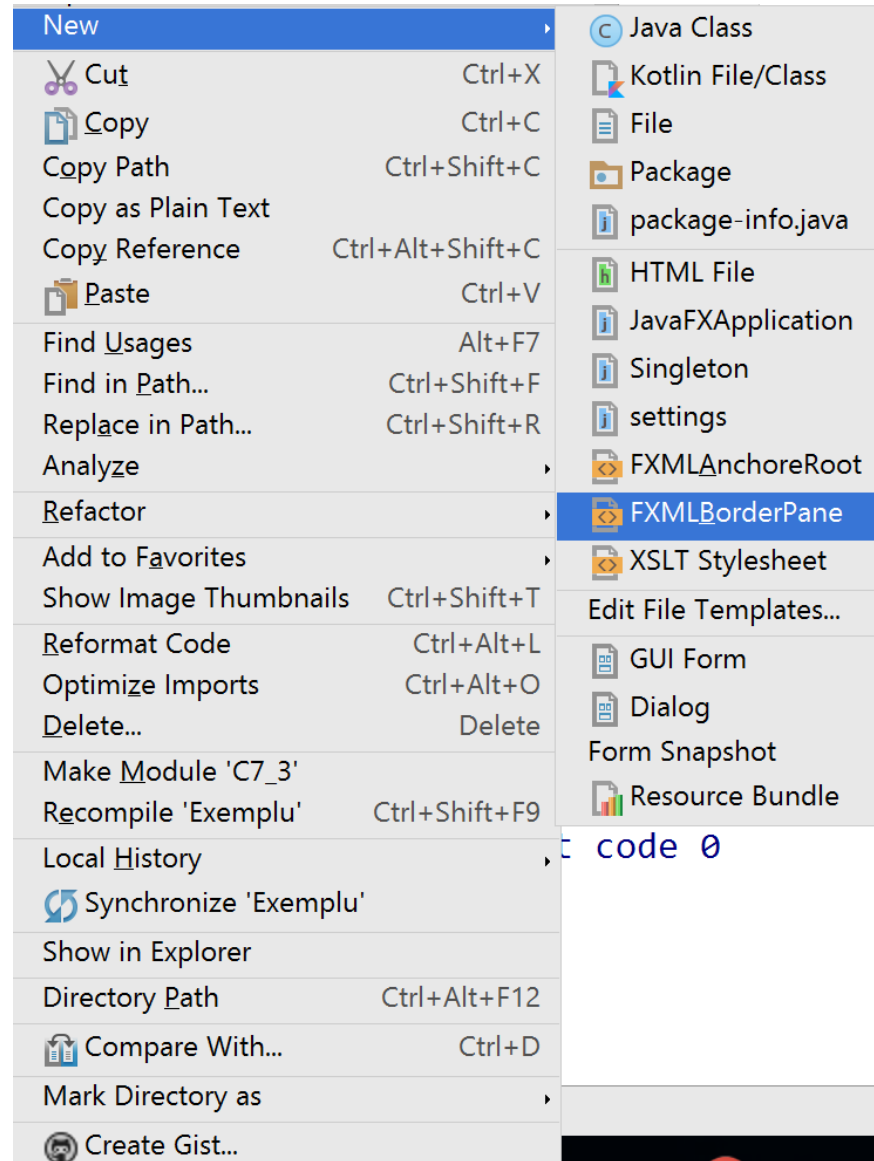 New
Cut Ctrl+X
Copy Ctrl+C
Copy Path Ctrl+Shift+C
Copy as Plain Text
Copy Reference Ctrl+Alt+Shift+C
Paste Ctrl+V
Find Usages Alt+F7
Find in Path... Ctrl+Shift+F
Replace in Path... Ctrl+Shift+R
Analyze
Refactor
Add to Favorites
Show Image Thumbnails Ctrl+Shift+T
Reformat Code Ctrl+Alt+L
Optimize Imports Ctrl+Alt+O
Delete... Delete
Make Module 'C7_3'
Recompile 'Exemplu' Ctrl+Shift+F9
Local History
Synchronize 'Exemplu'
Show in Explorer
Directory Path Ctrl+Alt+F12
Compare With... Ctrl+D
Mark Directory as
Create Gist...
Java Class
Kotlin File/Class
File
Package
package-info.java
HTML File
JavaFXApplication
Singleton
settings
FXMLAnchoreRoot
FXMLBorderPane
XSLT Stylesheet
Edit File Templates...
GUI Form
Dialog
Form Snapshot
Resource Bundle
t code 0